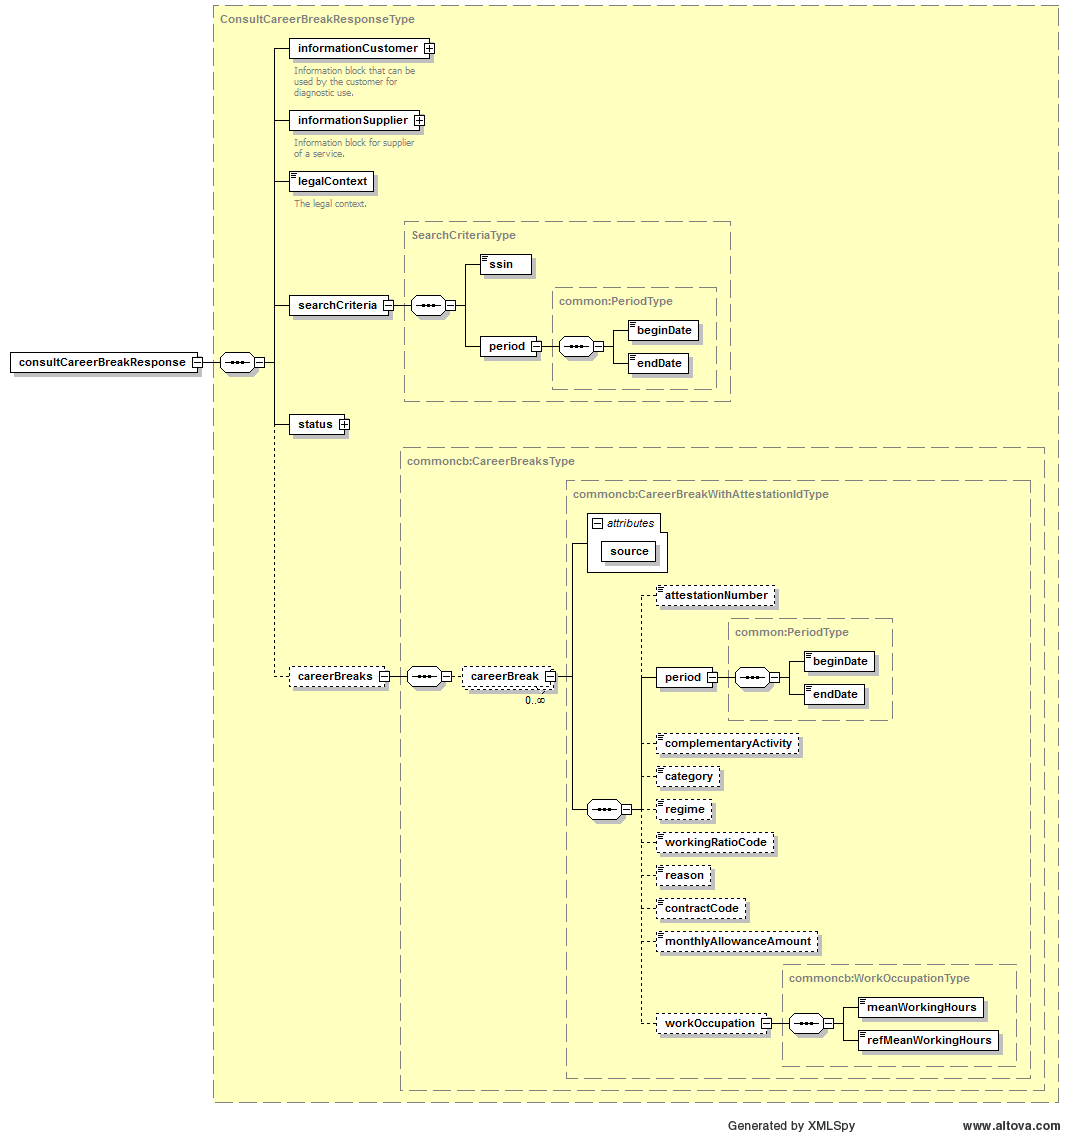 ConsultCareerBreakResponseType
informationCustomer
Information block that can be
used by the customer for
diagnostic use.
informationSupplier
Information block for supplier
of a service.
legalContext
The legal context.
SearchCriteriaType
ssin
searchCriteria
common:PeriodType
beginDate
period
endDate
consultCareerBreakResponse
status
commoncb:CareerBreaksType
commoncb:CareerBreakWithAttestationIdType
attributes
source
attestationNumber
common:PeriodType
beginDate
period
endDate
careerBreaks
careerBreak
0..∞
complementaryActivity
category
regime
workingRatioCode
reason
contractCode
monthlyAllowanceAmount
commoncb:WorkOccupationType
meanWorkingHours
workOccupation
refMeanWorkingHours
Generated by XMLSpy
www.altova.com